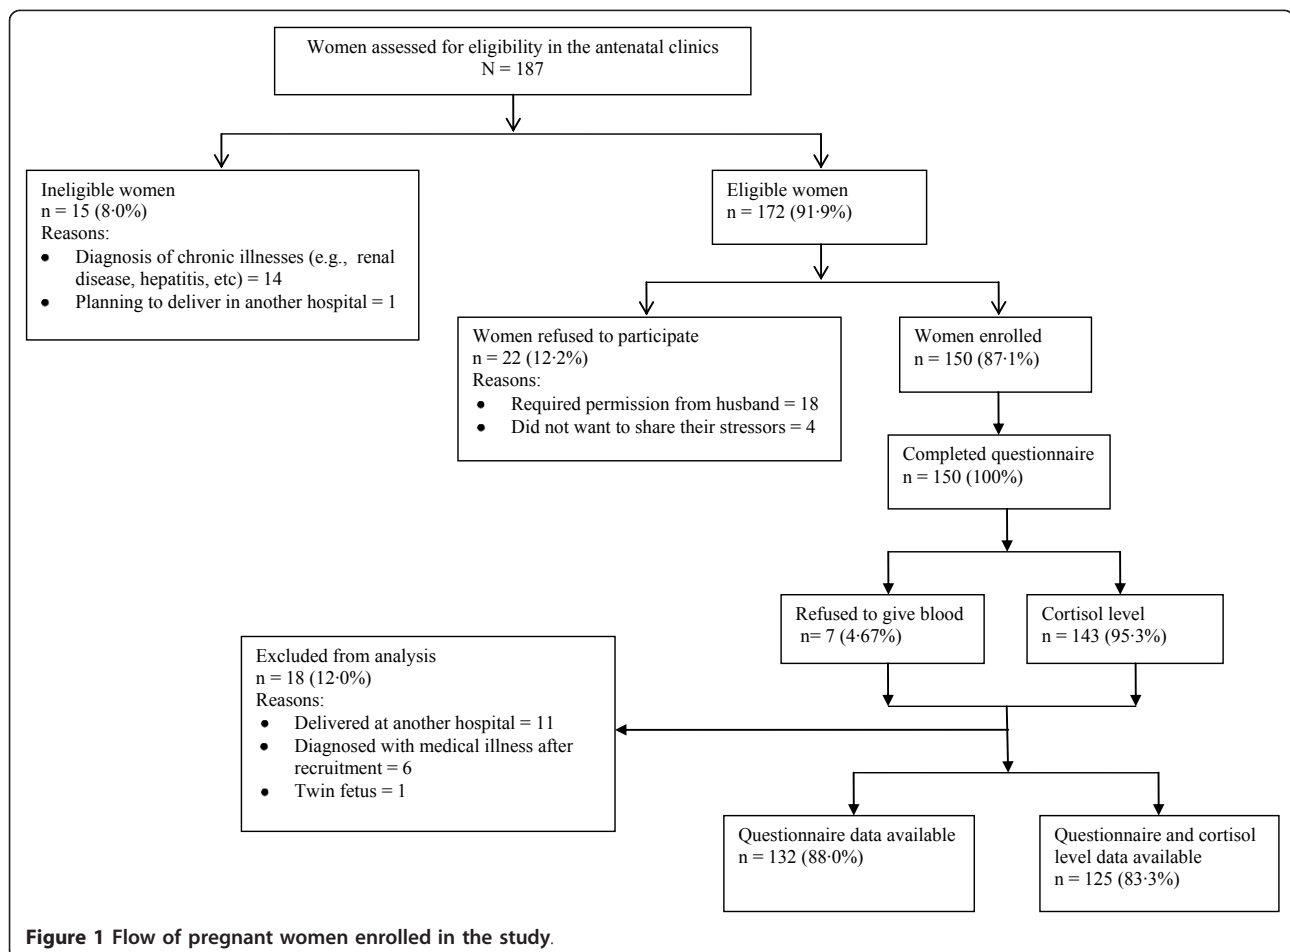 Women assessed for eligibility in the antenatal clinics
N = 187
Ineligible women
n = 15 (8·0%)
Reasons:
• Diagnosis of chronic illnesses (e.g., renal
disease, hepatitis, etc) = 14
• Planning to deliver in another hospital = 1
Eligible women
n = 172 (91·9%)
Women refused to participate
n = 22 (12·2%)
Reasons:
• Required permission from husband = 18
• Did not want to share their stressors = 4
Women enrolled
n = 150 (87·1%)
Completed questionnaire
n = 150 (100%)
Refused to give blood
n= 7 (4·67%)
Cortisol level
n = 143 (95·3%)
Excluded from analysis
n = 18 (12·0%)
Reasons:
• Delivered at another hospital = 11
• Diagnosed with medical illness after
recruitment = 6
• Twin fetus = 1
Questionnaire data available
n = 132 (88·0%)
Questionnaire and cortisol
level data available
n = 125 (83·3%)
Figure 1 Flow of pregnant women enrolled in the study.